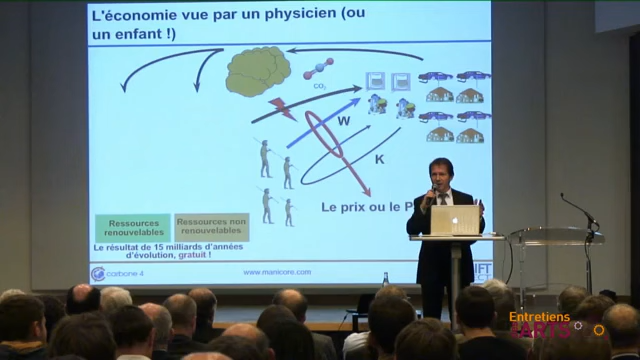 L'économie vue par un physicien (ou
un enfant !)
CO₂
W
K
Le prix ou le P
Ressources
renouvelables
Ressources non
renouvelables
Le résultat de 15 milliards d'années
d'évolution, gratuit !
carbone 4
www.manicore.com
Entretiens